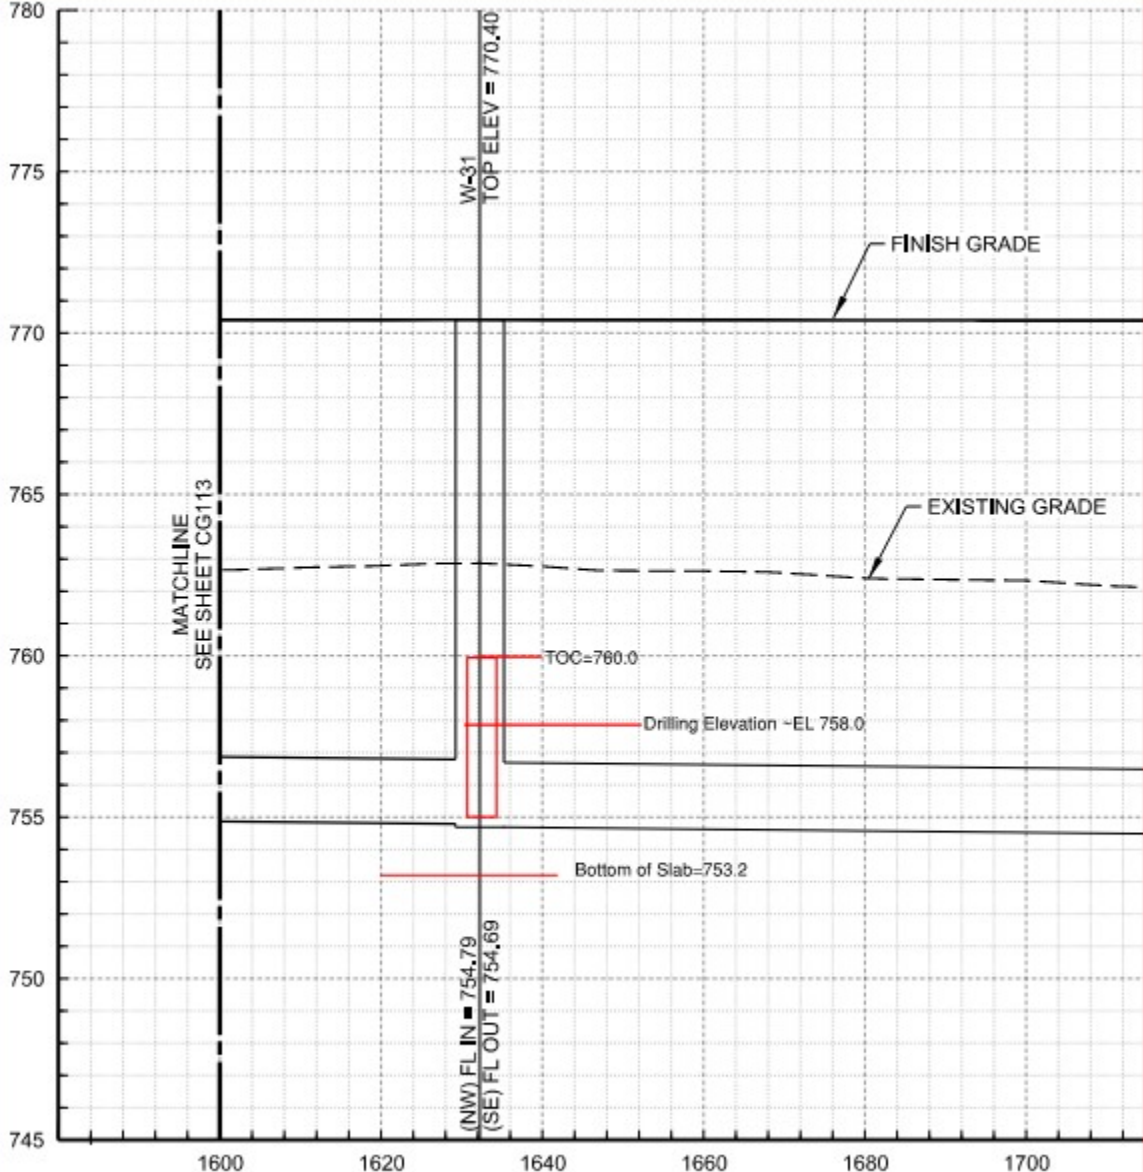 780
775
770
765
760
755
750
745
W-31
TOP ELEV = 770.40
FINISH GRADE
MATCHLINE
SEE SHEET CG113
EXISTING GRADE
TOC=760.0
Drilling Elevation ~EL 758.0
Bottom of Slab=753.2
(NW) FL IN = 754.79
(SE) FL OUT = 754.69
1600 1620 1640 1660 1680 1700